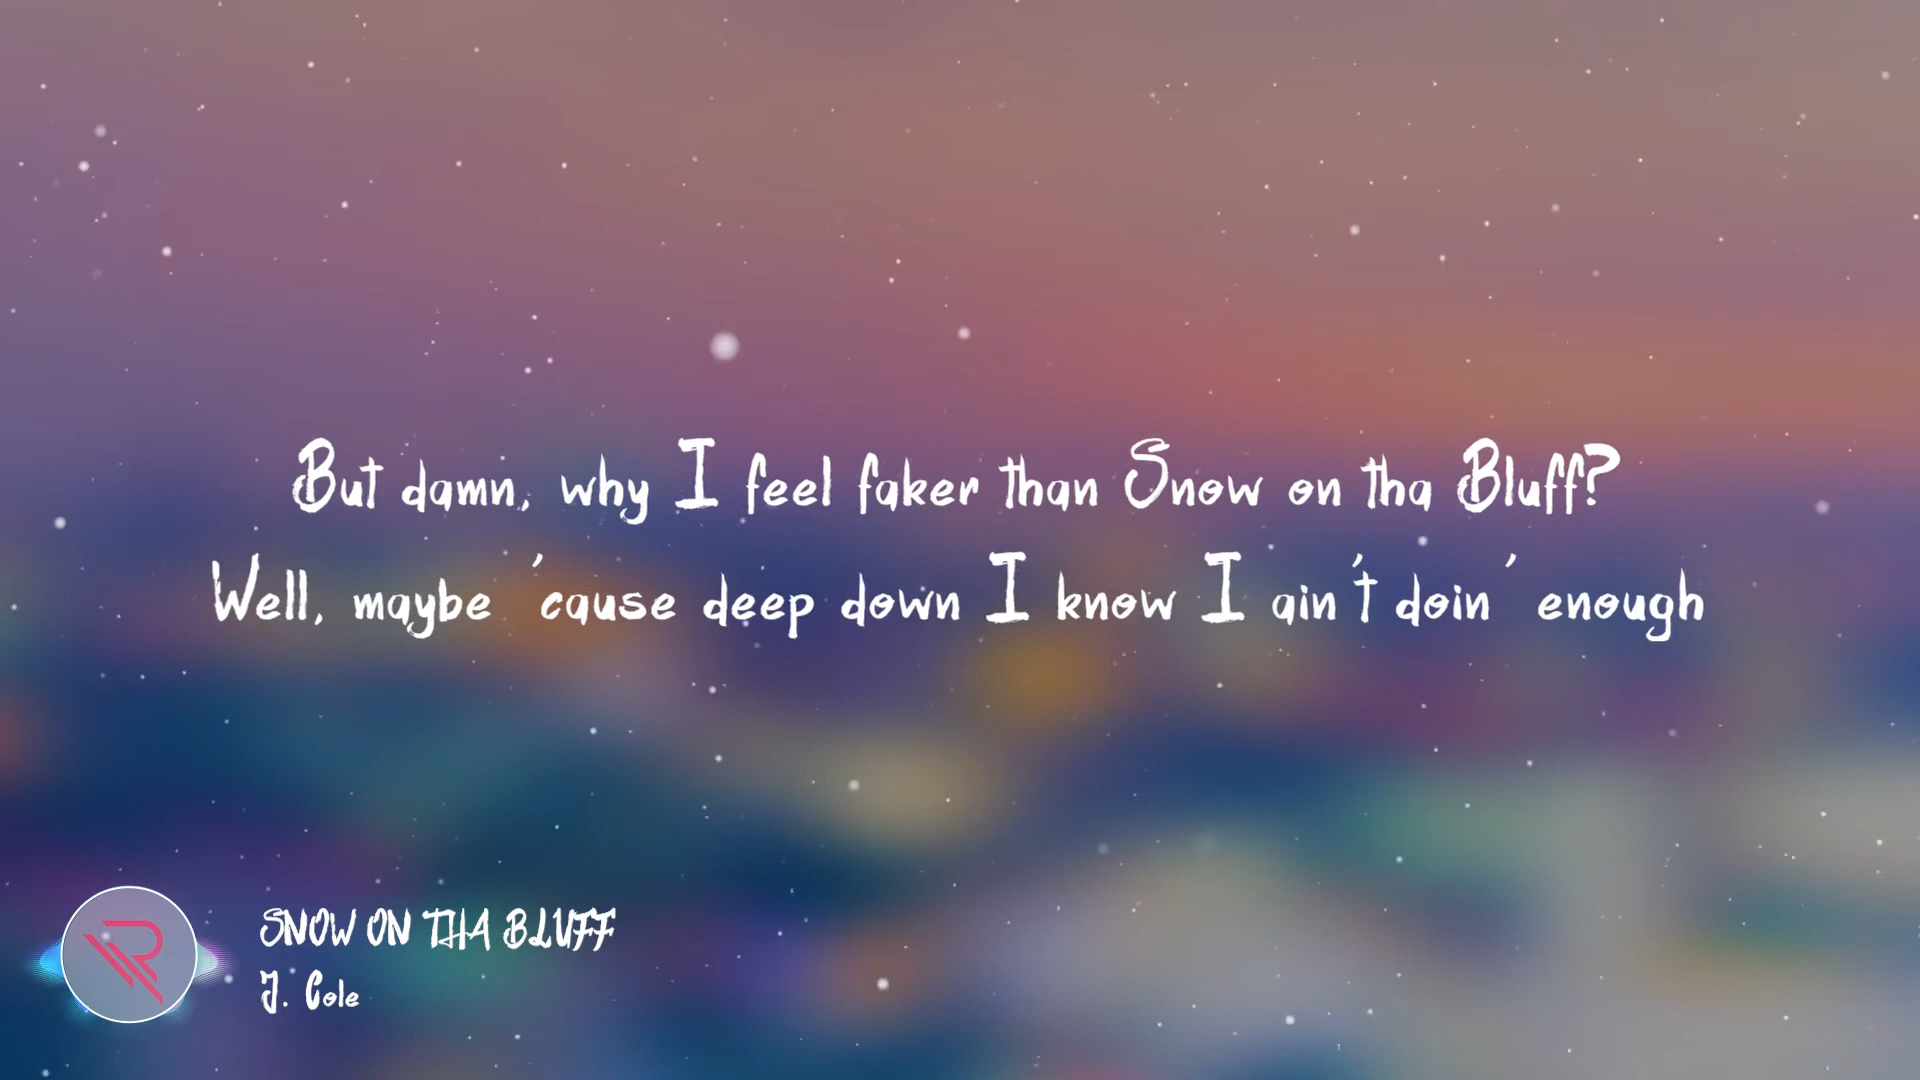 But damn, why I feel faker than Snow on tha Bluff?
Well, maybe 'cause deep down I know I ain't doin' enough
SNOW ON THA BLUFF
J. Cole